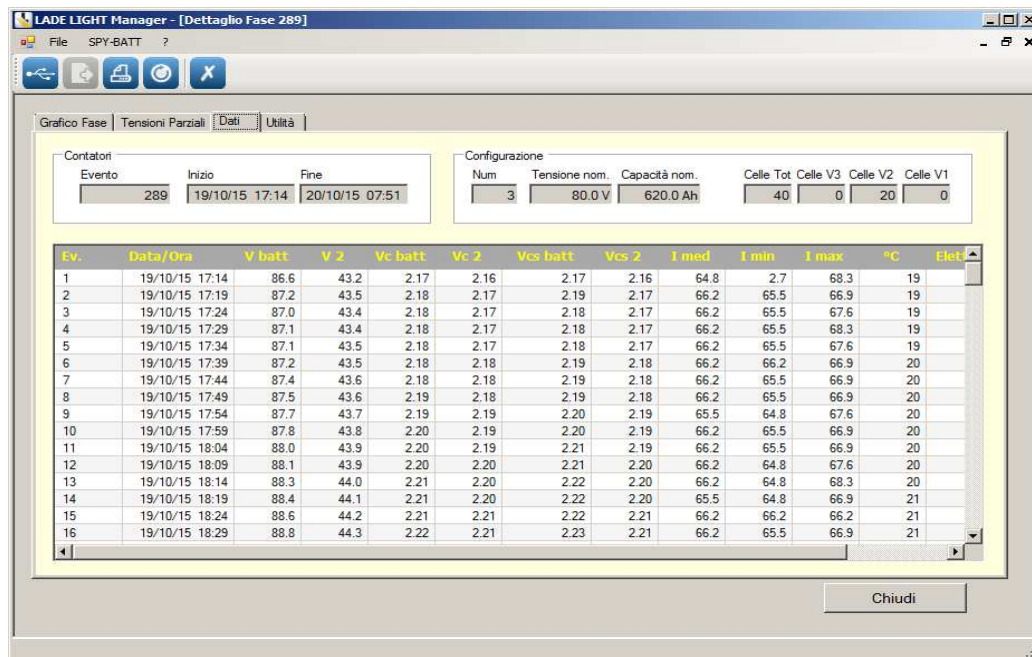 LADE LIGHT Manager - [Dettaglio Fase 289]
File SPY-BATT ?
Grafico Fase Tensioni Parziali Dati Utilità
Contatori
Evento Inizio Fine
289 19/10/15 17:14 20/10/15 07:51
Configurazione
Num Tensione nom. Capacità nom. Celle Tot Celle V3 Celle V2 Celle V1
3 80.0 V 620.0 Ah 40 0 20 0
Ev. Data/Ora V batt V 2 Vc batt Vc 2 Vcs batt Vcs 2 I med I min I max °C Elett
1 19/10/15 17:14 86.6 43.2 2.17 2.16 2.17 2.16 64.8 2.7 68.3 19
2 19/10/15 17:19 87.2 43.5 2.18 2.17 2.19 2.17 66.2 65.5 66.9 19
3 19/10/15 17:24 87.0 43.4 2.18 2.17 2.18 2.17 66.2 65.5 67.6 19
4 19/10/15 17:29 87.1 43.4 2.18 2.17 2.18 2.17 66.2 65.5 68.3 19
5 19/10/15 17:34 87.1 43.5 2.18 2.17 2.18 2.17 66.2 65.5 67.6 19
6 19/10/15 17:39 87.2 43.5 2.18 2.18 2.19 2.18 66.2 66.2 66.9 20
7 19/10/15 17:44 87.4 43.6 2.18 2.18 2.19 2.18 66.2 65.5 66.9 20
8 19/10/15 17:49 87.5 43.6 2.19 2.18 2.19 2.18 66.2 65.5 66.9 20
9 19/10/15 17:54 87.7 43.7 2.19 2.19 2.20 2.19 65.5 64.8 67.6 20
10 19/10/15 17:59 87.8 43.8 2.20 2.19 2.20 2.19 66.2 65.5 66.9 20
11 19/10/15 18:04 88.0 43.9 2.20 2.19 2.21 2.19 66.2 65.5 66.9 20
12 19/10/15 18:09 88.1 43.9 2.20 2.20 2.21 2.20 66.2 64.8 67.6 20
13 19/10/15 18:14 88.3 44.0 2.21 2.20 2.22 2.20 66.2 64.8 68.3 20
14 19/10/15 18:19 88.4 44.1 2.21 2.20 2.22 2.20 65.5 64.8 66.9 21
15 19/10/15 18:24 88.6 44.2 2.21 2.21 2.22 2.21 66.2 66.2 66.2 21
16 19/10/15 18:29 88.8 44.3 2.22 2.21 2.23 2.21 66.2 65.5 66.9 21
Chiudi